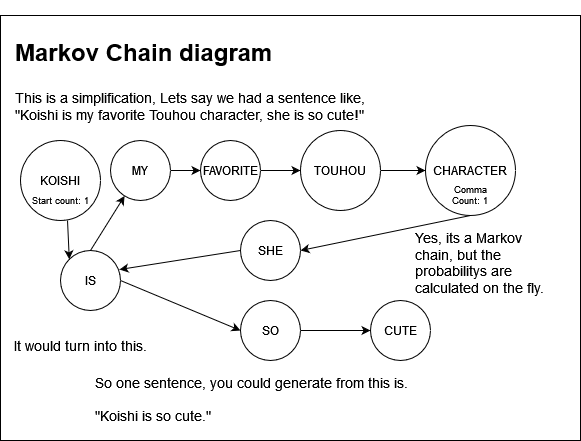 Markov Chain diagram
This is a simplification, Lets say we had a sentence like,
"Koishi is my favorite Touhou character, she is so cute!"
KOISHI
Start count: 1
MY
FAVORITE
TOUHOU
CHARACTER
Comma
Count: 1
SHE
IS
Yes, its a Markov
chain, but the
probabilitys are
calculated on the fly.
SO
CUTE
It would turn into this.
So one sentence, you could generate from this is.
"Koishi is so cute."